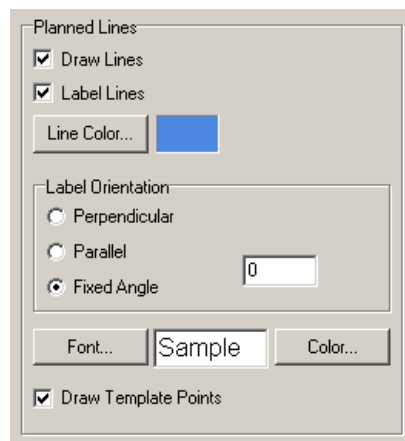 Planned Lines
Draw Lines
Label Lines
Line Color...
Label Orientation
Perpendicular
Parallel
0
Fixed Angle
Font... Sample Color...
Draw Template Points